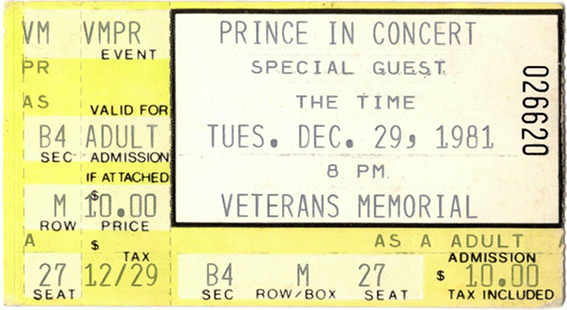 VM VMPR
EVENT
PR
AS
VALID FOR
B4 ADULT
SEC ADMISSION
IF ATTACHED
M $10.00
ROW PRICE
A $ TAX
27 12/29
SEAT
PRINCE IN CONCERT
SPECIAL GUEST
THE TIME
TUES. DEC. 29, 1981
8 PM
VETERANS MEMORIAL
026620
AS A ADULT A
ADMISSION
B4 M 27 $ 10.00
SEC ROW/BOX SEAT TAX INCLUDED